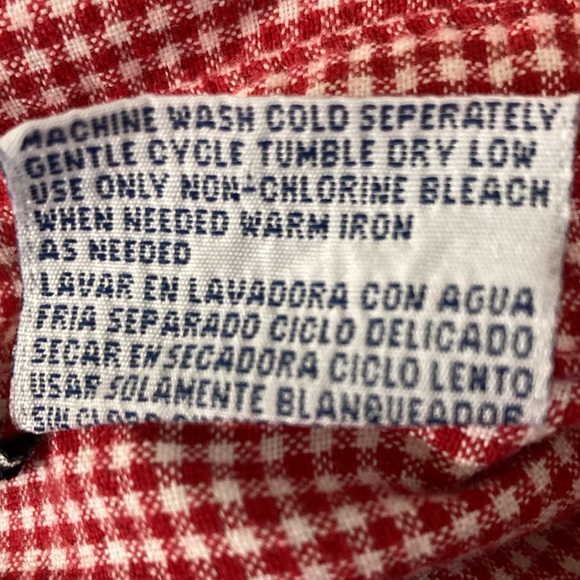 MACHINE WASH COLD SEPERATELY
GENTLE CYCLE TUMBLE DRY LOW
USE ONLY NON-CHLORINE BLEACH
WHEN NEEDED WARM IRON
AS NEEDED
LAVAR EN LAVADORA CON AGUA
FRIA SEPARADO CICLO DELICADO
SECAR EN SECADORA CICLO LENTO
USAR SOLAMENTE BLANQUEADOR